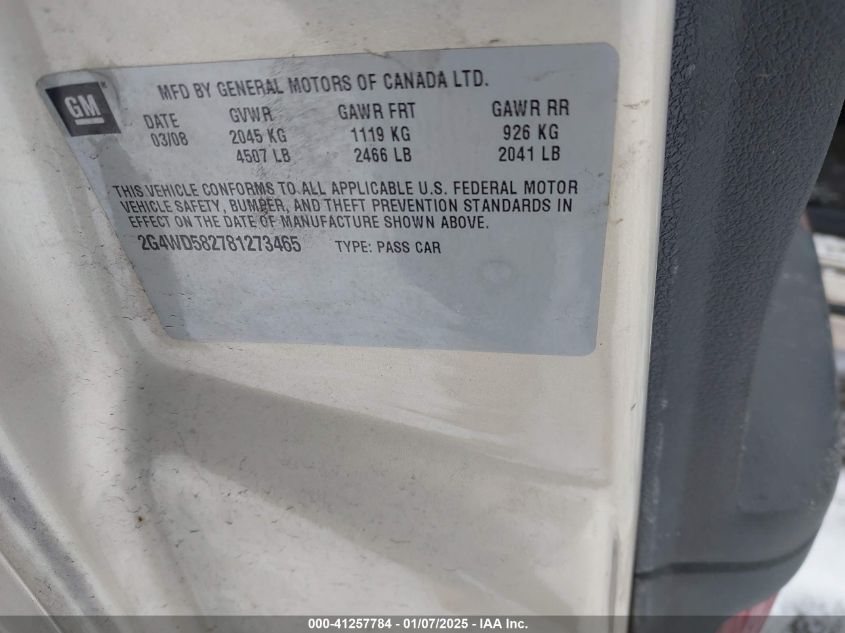 GM
MFD BY GENERAL MOTORS OF CANADA LTD.
DATE GVWR GAWR FRT GAWR RR
03/08 2045 KG 1119 KG 926 KG
4507 LB 2466 LB 2041 LB
THIS VEHICLE CONFORMS TO ALL APPLICABLE U.S. FEDERAL MOTOR
VEHICLE SAFETY, BUMPER, AND THEFT PREVENTION STANDARDS IN
EFFECT ON THE DATE OF MANUFACTURE SHOWN ABOVE.
2G4WD582781273465 TYPE: PASS CAR
000-41257784 - 01/07/2025 - IAA Inc.